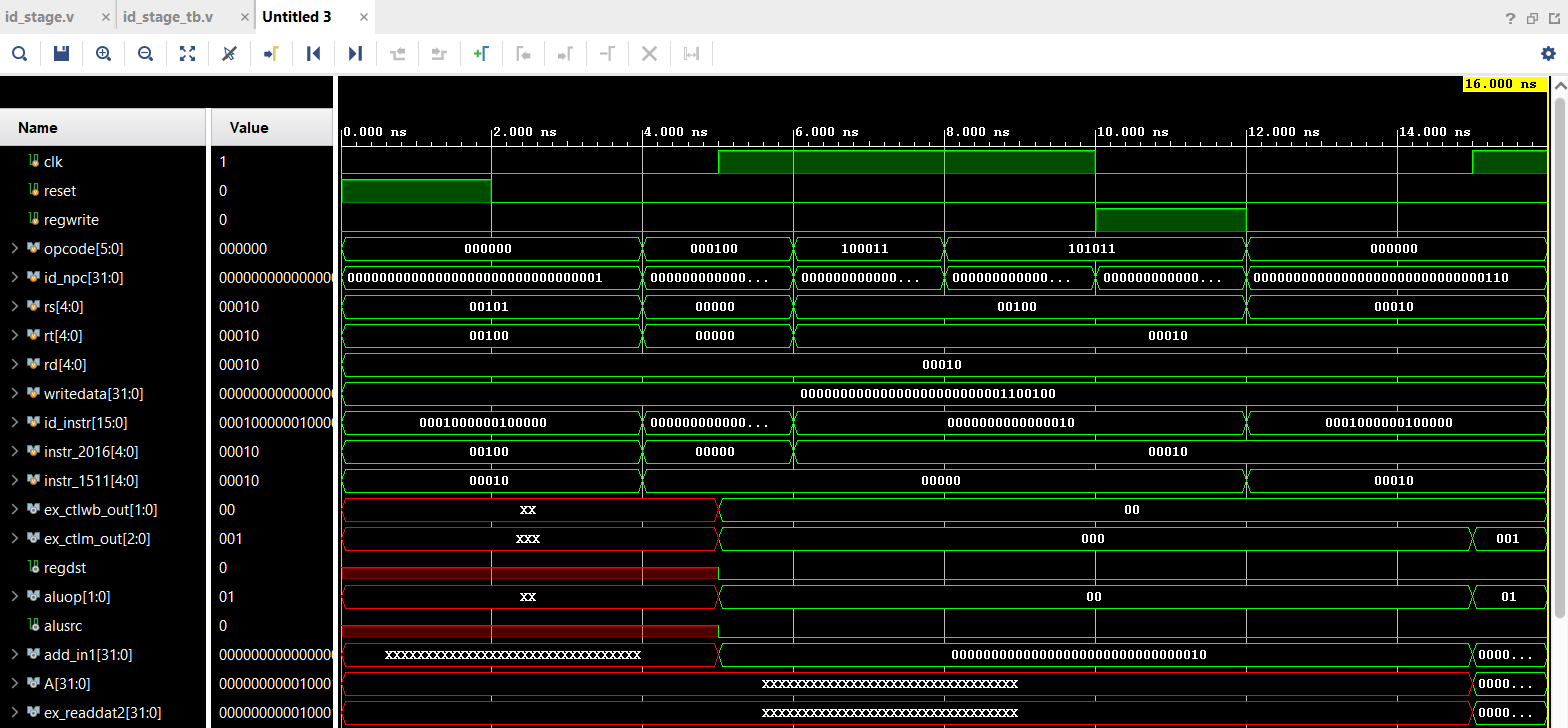 id_stage.v × id_stage_tb.v × Untitled 3 ×
?
16.000 ns
Name Value
0.000 ns 2.000 ns 4.000 ns 6.000 ns 8.000 ns 10.000 ns 12.000 ns 14.000 ns
clk 1
reset 0
regwrite 0
opcode[5:0] 000000 000000 000100 100011 101011 000000
id_npc[31:0] 000000000000000 00000000000000000000000000000001 000000000000... 000000000000... 000000000000... 000000000000... 00000000000000000000000000000110
rs[4:0] 00010 00101 00000 00100 00010
rt[4:0] 00010 00100 00000 00010
rd[4:0] 00010 00010
writedata[31:0] 000000000000000 00000000000000000000000001100100
id_instr[15:0] 000100000010000 0001000000100000 000000000000... 0000000000000010 0001000000100000
instr_2016[4:0] 00010 00100 00000 00010
instr_1511[4:0] 00010 00010 00000 00010
ex_ctlwb_out[1:0] 00 XX 00
ex_ctlm_out[2:0] 001 XXX 000 001
regdst 0
aluop[1:0] 01 XX 00 01
alusrc 0
add_in1[31:0] 000000000000000 XXXXXXXXXXXXXXXXXXXXXXXXXXXXXXXX 00000000000000000000000000000010 0000...
A[31:0] 000000000010001 XXXXXXXXXXXXXXXXXXXXXXXXXXXXXXXX 0000...
ex_readdat2[31:0] 000000000010001 XXXXXXXXXXXXXXXXXXXXXXXXXXXXXXXX 0000...